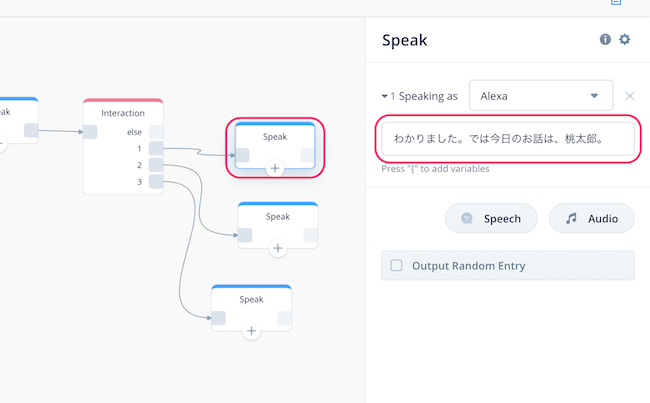 eak
Interaction
else
1
2
3
Speak
Speak
Speak
Speak
1 Speaking as
Alexa
わかりました。では今日のお話は、桃太郎。
Press "{" to add variables
Speech
Audio
Output Random Entry